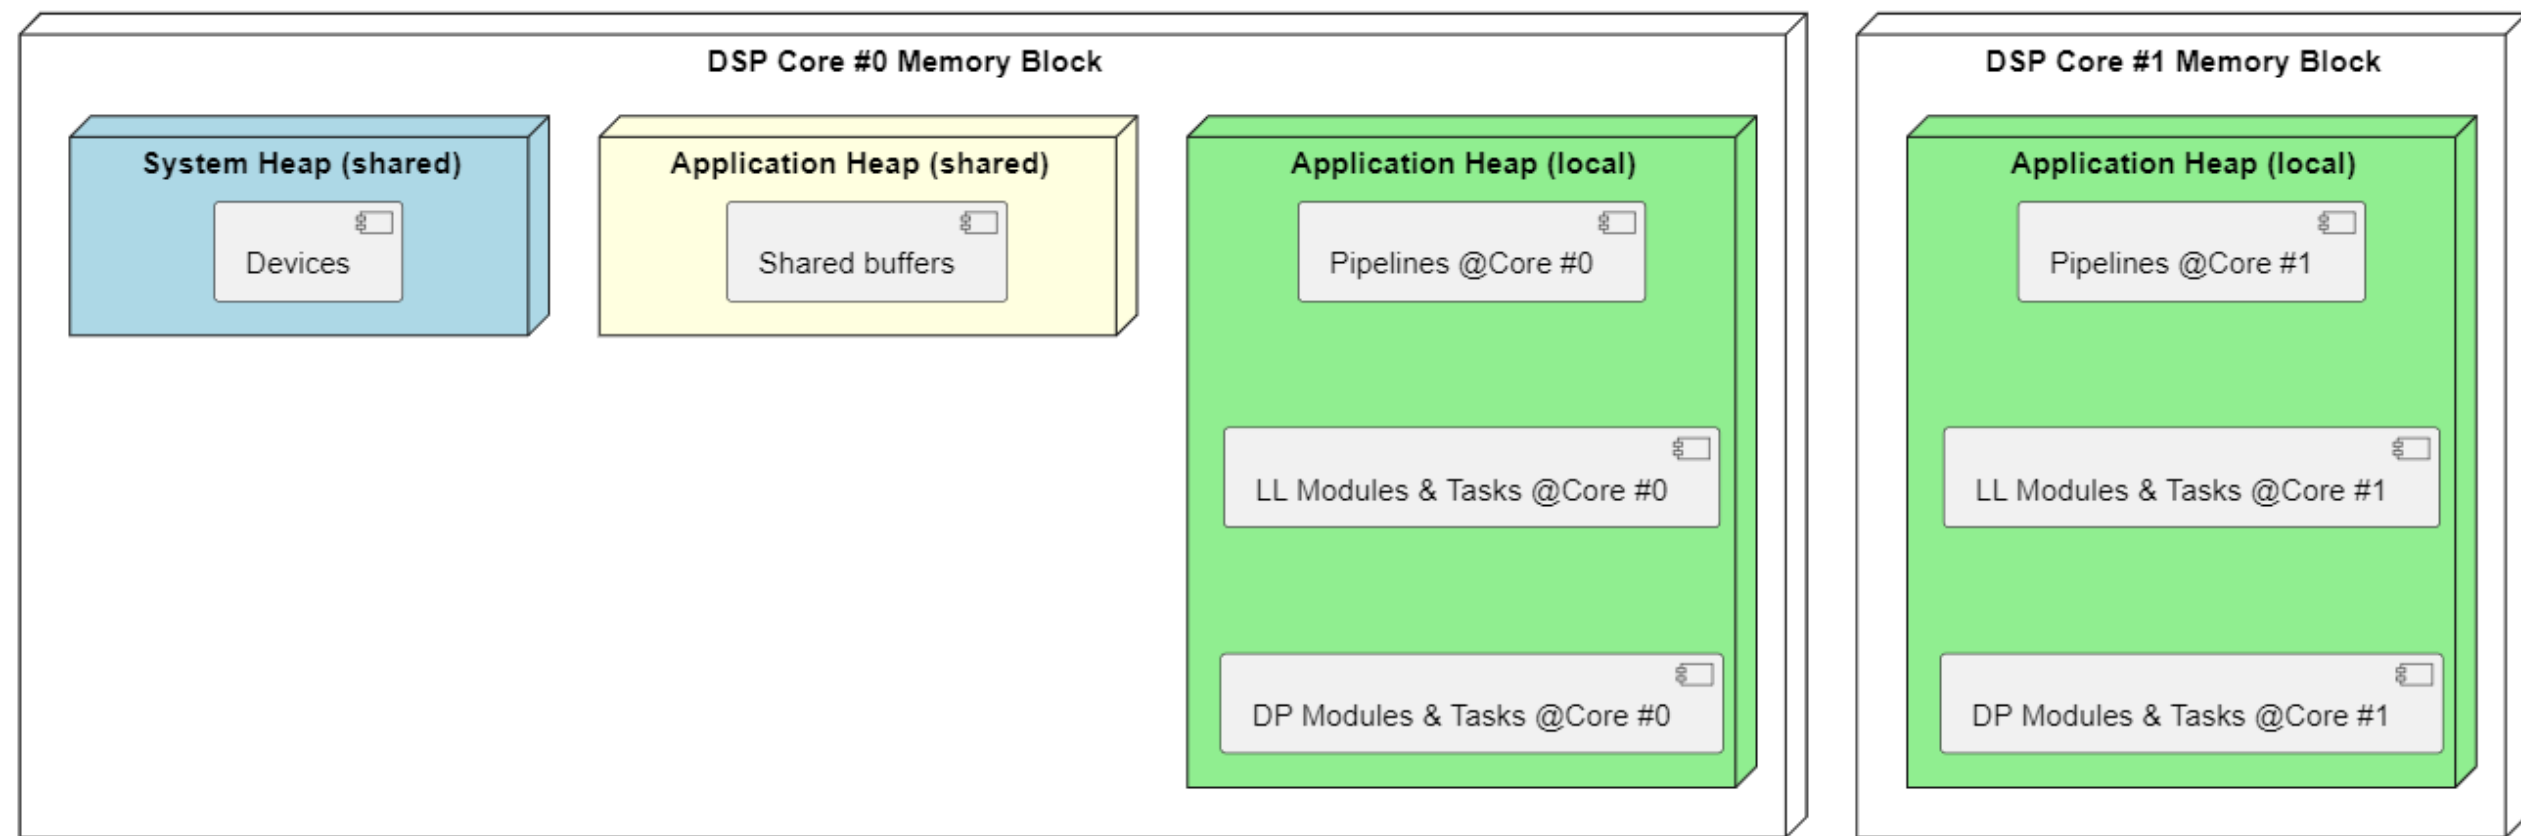 DSP Core #0 Memory Block
System Heap (shared)
Devices
Application Heap (shared)
Shared buffers
Application Heap (local)
Pipelines @Core #0
LL Modules & Tasks @Core #0
DP Modules & Tasks @Core #0
DSP Core #1 Memory Block
Application Heap (local)
Pipelines @Core #1
LL Modules & Tasks @Core #1
DP Modules & Tasks @Core #1